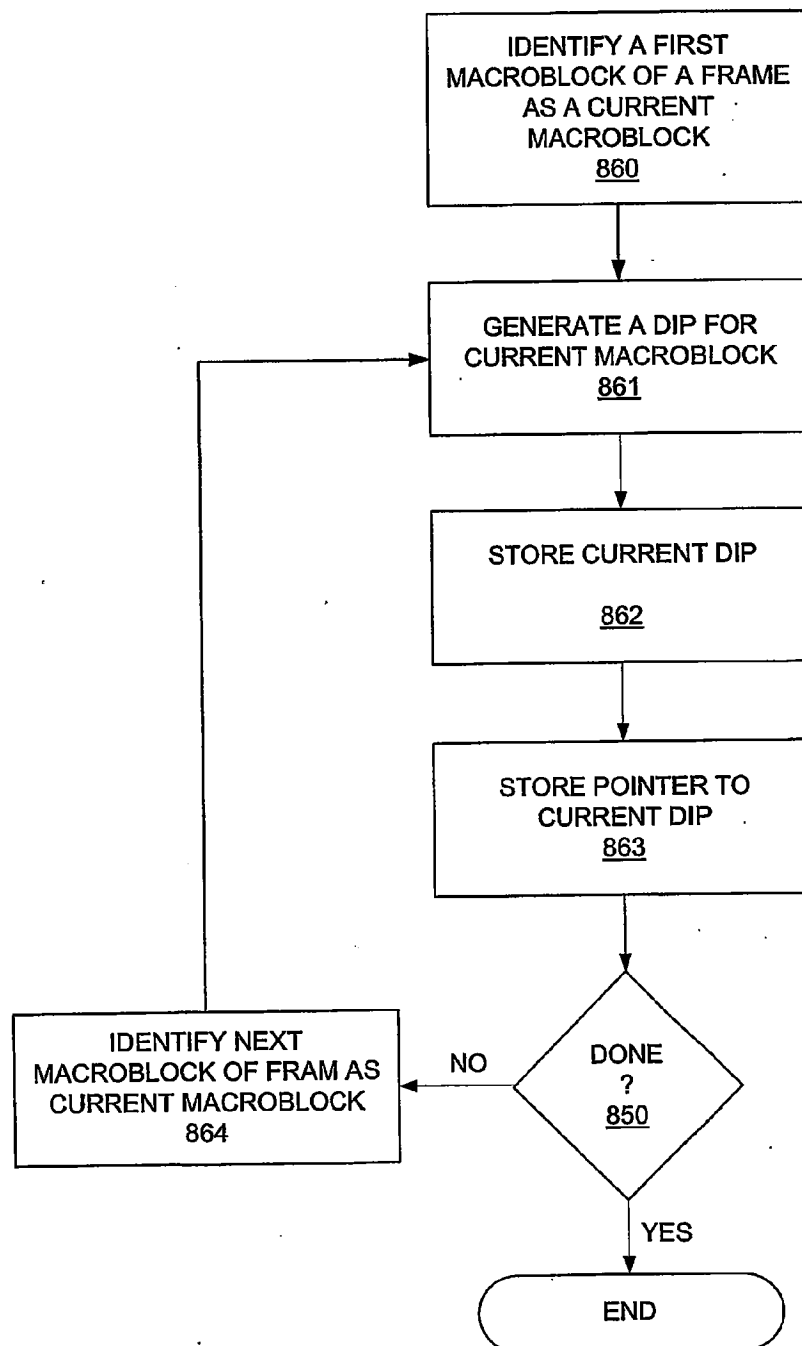 IDENTIFY A FIRST
MACROBLOCK OF A FRAME
AS A CURRENT
MACROBLOCK
860
GENERATE A DIP FOR
CURRENT MACROBLOCK
861
STORE CURRENT DIP
862
STORE POINTER TO
CURRENT DIP
863
IDENTIFY NEXT
MACROBLOCK OF FRAM AS
CURRENT MACROBLOCK
864
NO
DONE
?
850
YES
END